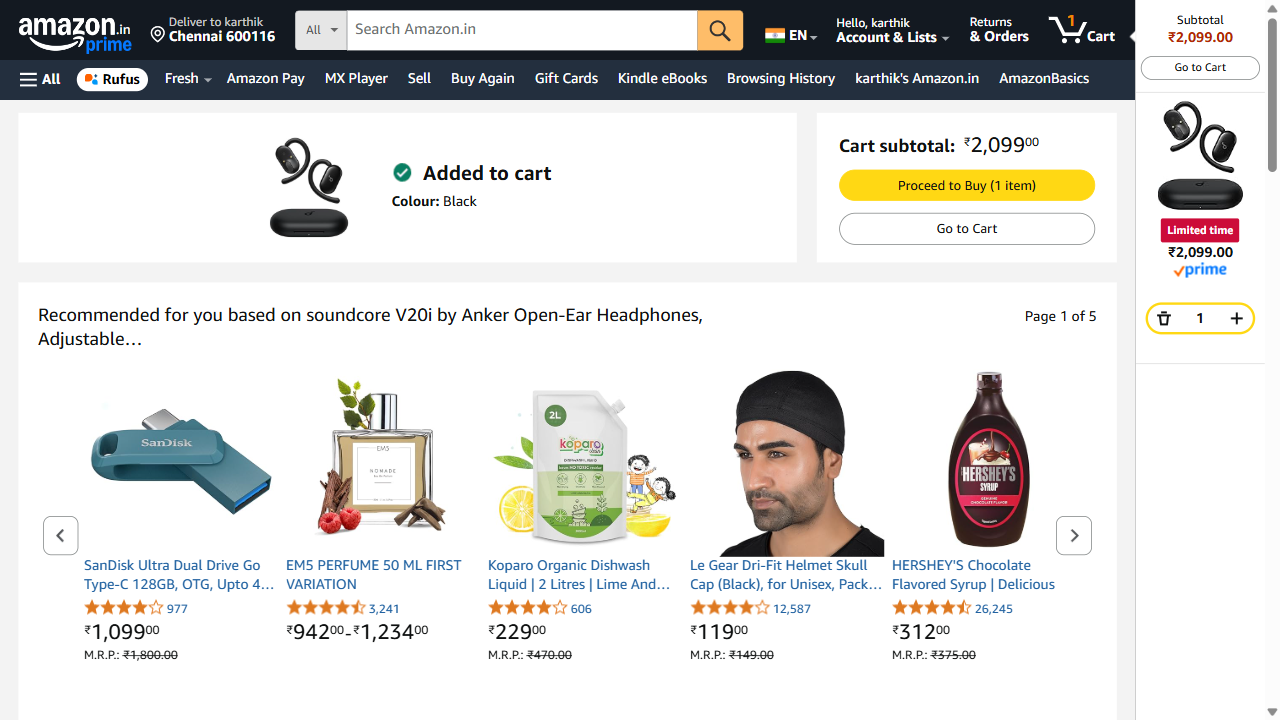 amazon.in
prime
Deliver to karthik
Chennai 600116
All
Search Amazon.in
EN
Hello, karthik
Account & Lists
Returns
& Orders
1
Cart
All
Rufus
Fresh
Amazon Pay
MX Player
Sell
Buy Again
Gift Cards
Kindle eBooks
Browsing History
karthik's Amazon.in
AmazonBasics
Added to cart
Colour: Black
Cart subtotal: ₹2,099.00
Proceed to Buy (1 item)
Go to Cart
Subtotal
₹2,099.00
Go to Cart
Limited time
₹2,099.00
prime
1
Recommended for you based on soundcore V20i by Anker Open-Ear Headphones,
Adjustable…
Page 1 of 5
SanDisk
EM5
NOMADE
2L
koparo
HERSHEY'S
SYRUP
SanDisk Ultra Dual Drive Go
Type-C 128GB, OTG, Upto 4…
977
₹1,099.00
M.R.P.: ₹1,800.00
EM5 PERFUME 50 ML FIRST
VARIATION
3,241
₹942.00-₹1,234.00
Koparo Organic Dishwash
Liquid | 2 Litres | Lime And…
606
₹229.00
M.R.P.: ₹470.00
Le Gear Dri-Fit Helmet Skull
Cap (Black), for Unisex, Pack…
12,587
₹119.00
M.R.P.: ₹149.00
HERSHEY'S Chocolate
Flavored Syrup | Delicious
26,245
₹312.00
M.R.P.: ₹375.00